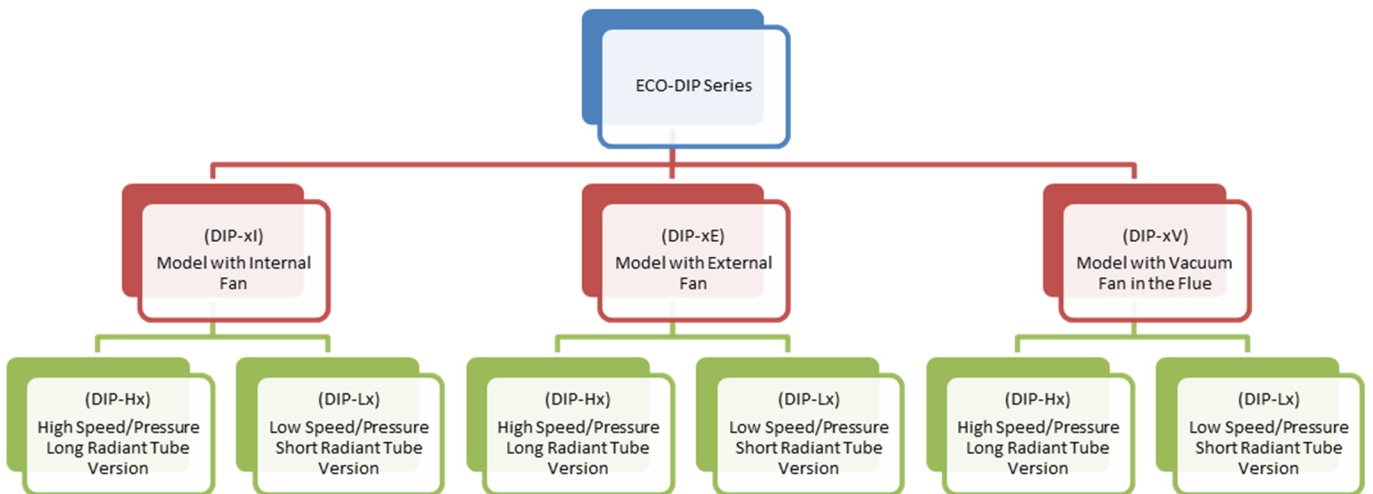 ECO-DIP Series
(DIP-xI)
Model with Internal
Fan
(DIP-xE)
Model with External
Fan
(DIP-xV)
Model with Vacuum
Fan in the Flue
(DIP-Hx)
High Speed/Pressure
Long Radiant Tube
Version
(DIP-Lx)
Low Speed/Pressure
Short Radiant Tube
Version
(DIP-Hx)
High Speed/Pressure
Long Radiant Tube
Version
(DIP-Lx)
Low Speed/Pressure
Short Radiant Tube
Version
(DIP-Hx)
High Speed/Pressure
Long Radiant Tube
Version
(DIP-Lx)
Low Speed/Pressure
Short Radiant Tube
Version